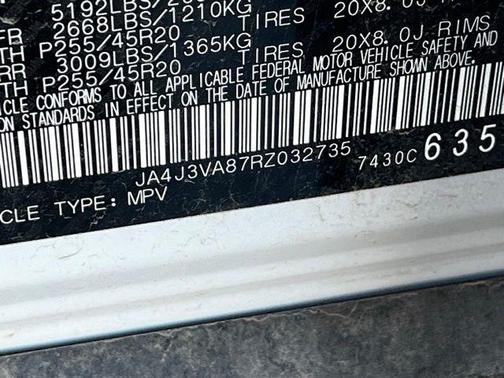 5192LBS/
FR 2668LBS/1210KG TIRES 20X8.0J RIMS
TH P255/45R20
RR 3009LBS/1365KG TIRES 20X8.0J RIMS
TH P255/45R20
CLE CONFORMS TO ALL APPLICABLE FEDERAL MOTOR VEHICLE SAFETY
ON STANDARDS IN EFFECT ON THE DATE OF MANUFACTURE SHOWN ABOVE
JA4J3VA87RZ032735 7430C 635
CLE TYPE: MPV